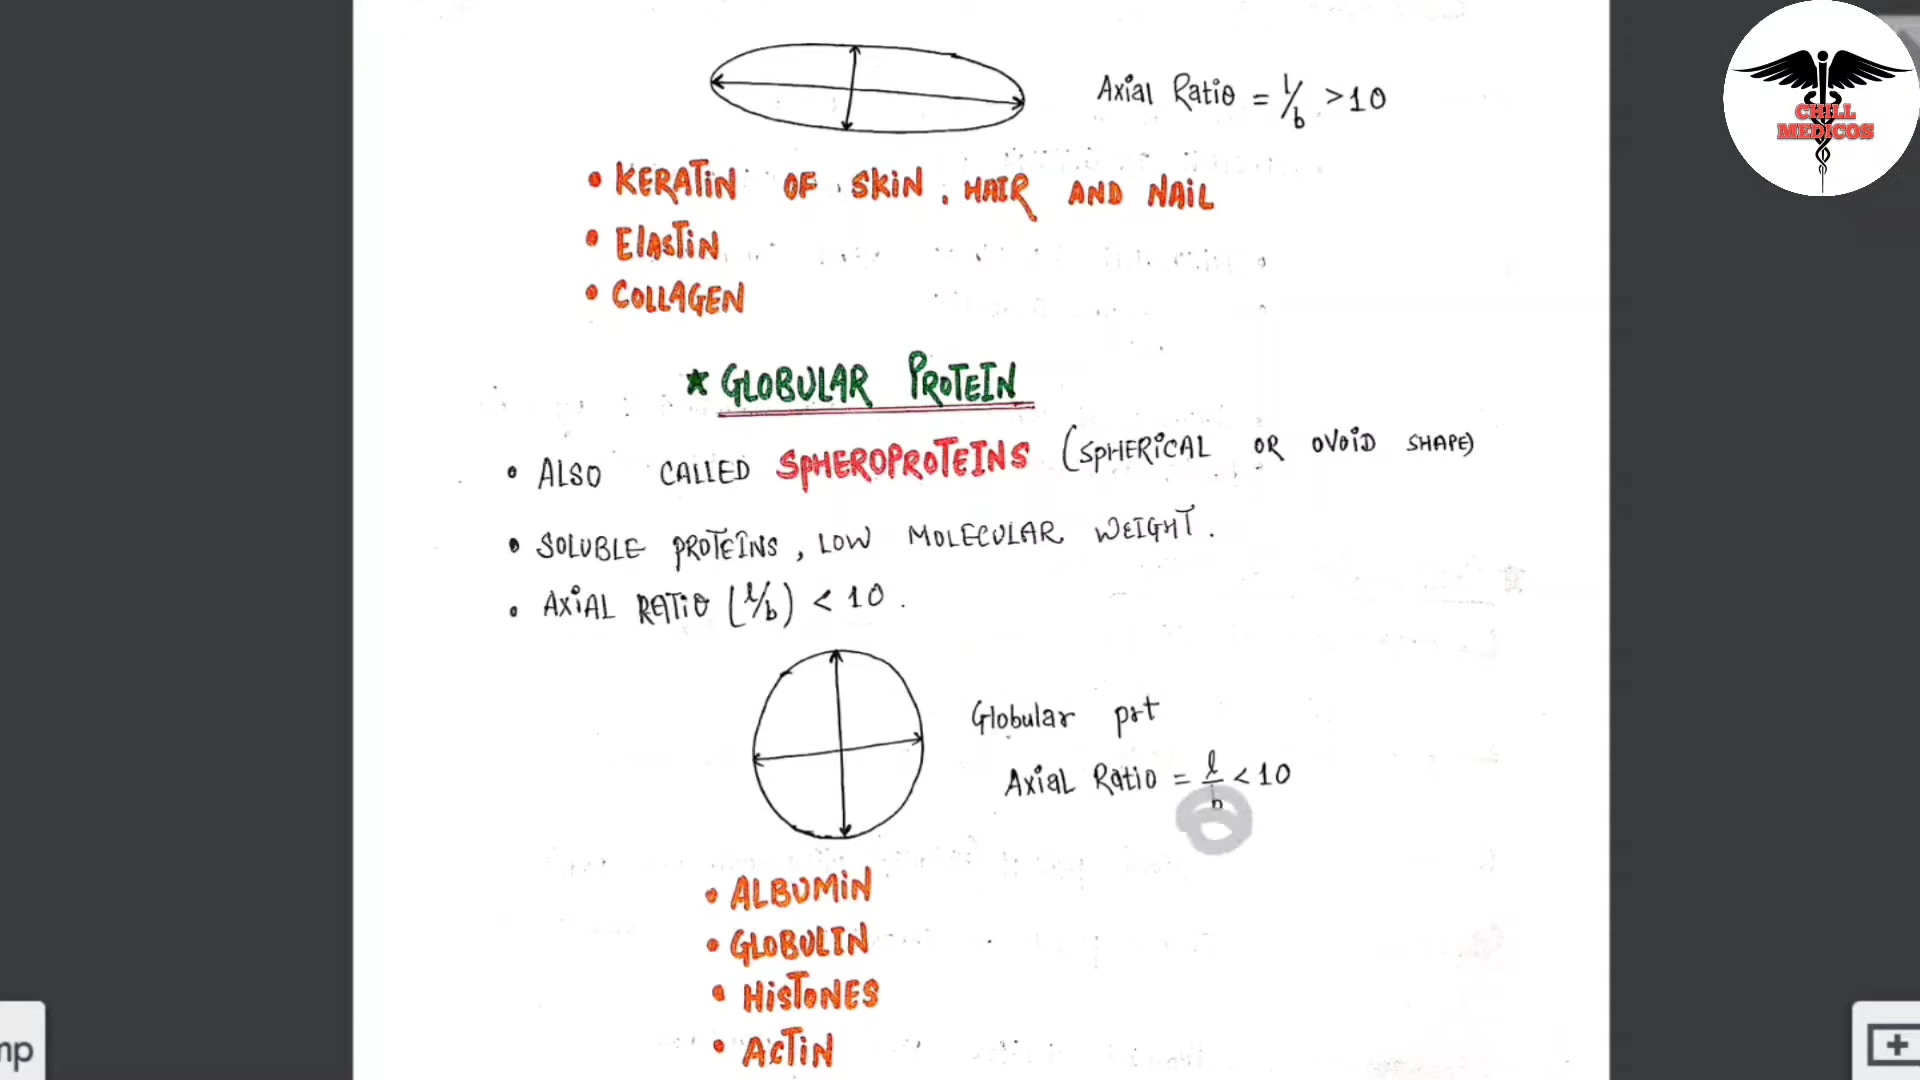 Axial Ratio = l/b >10
CHILL
MEDICOS
• KERATIN OF SKIN, HAIR AND NAIL
• ELASTIN
• COLLAGEN
* GLOBULAR PROTEIN
• ALSO CALLED SPHEROPROTEINS (SPHERICAL OR OVOID SHAPE)
• SOLUBLE PROTEINS, LOW MOLECULAR WEIGHT.
• AXIAL RATIO (l/b) < 10.
Globular prt
Axial Ratio = l/b < 10
• ALBUMIN
• GLOBULIN
• HISTONES
• ACTIN
mp